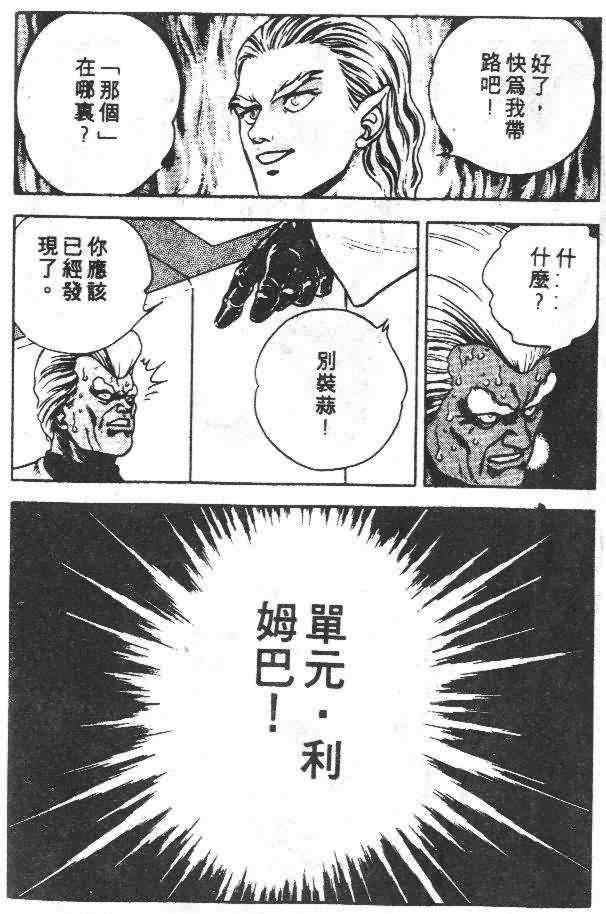 好了，
快為我帶
路吧！
「那個」
在哪裏？
什……
什麼？
別裝蒜！
你應該
已經發
現了。
單元・利
姆巴！